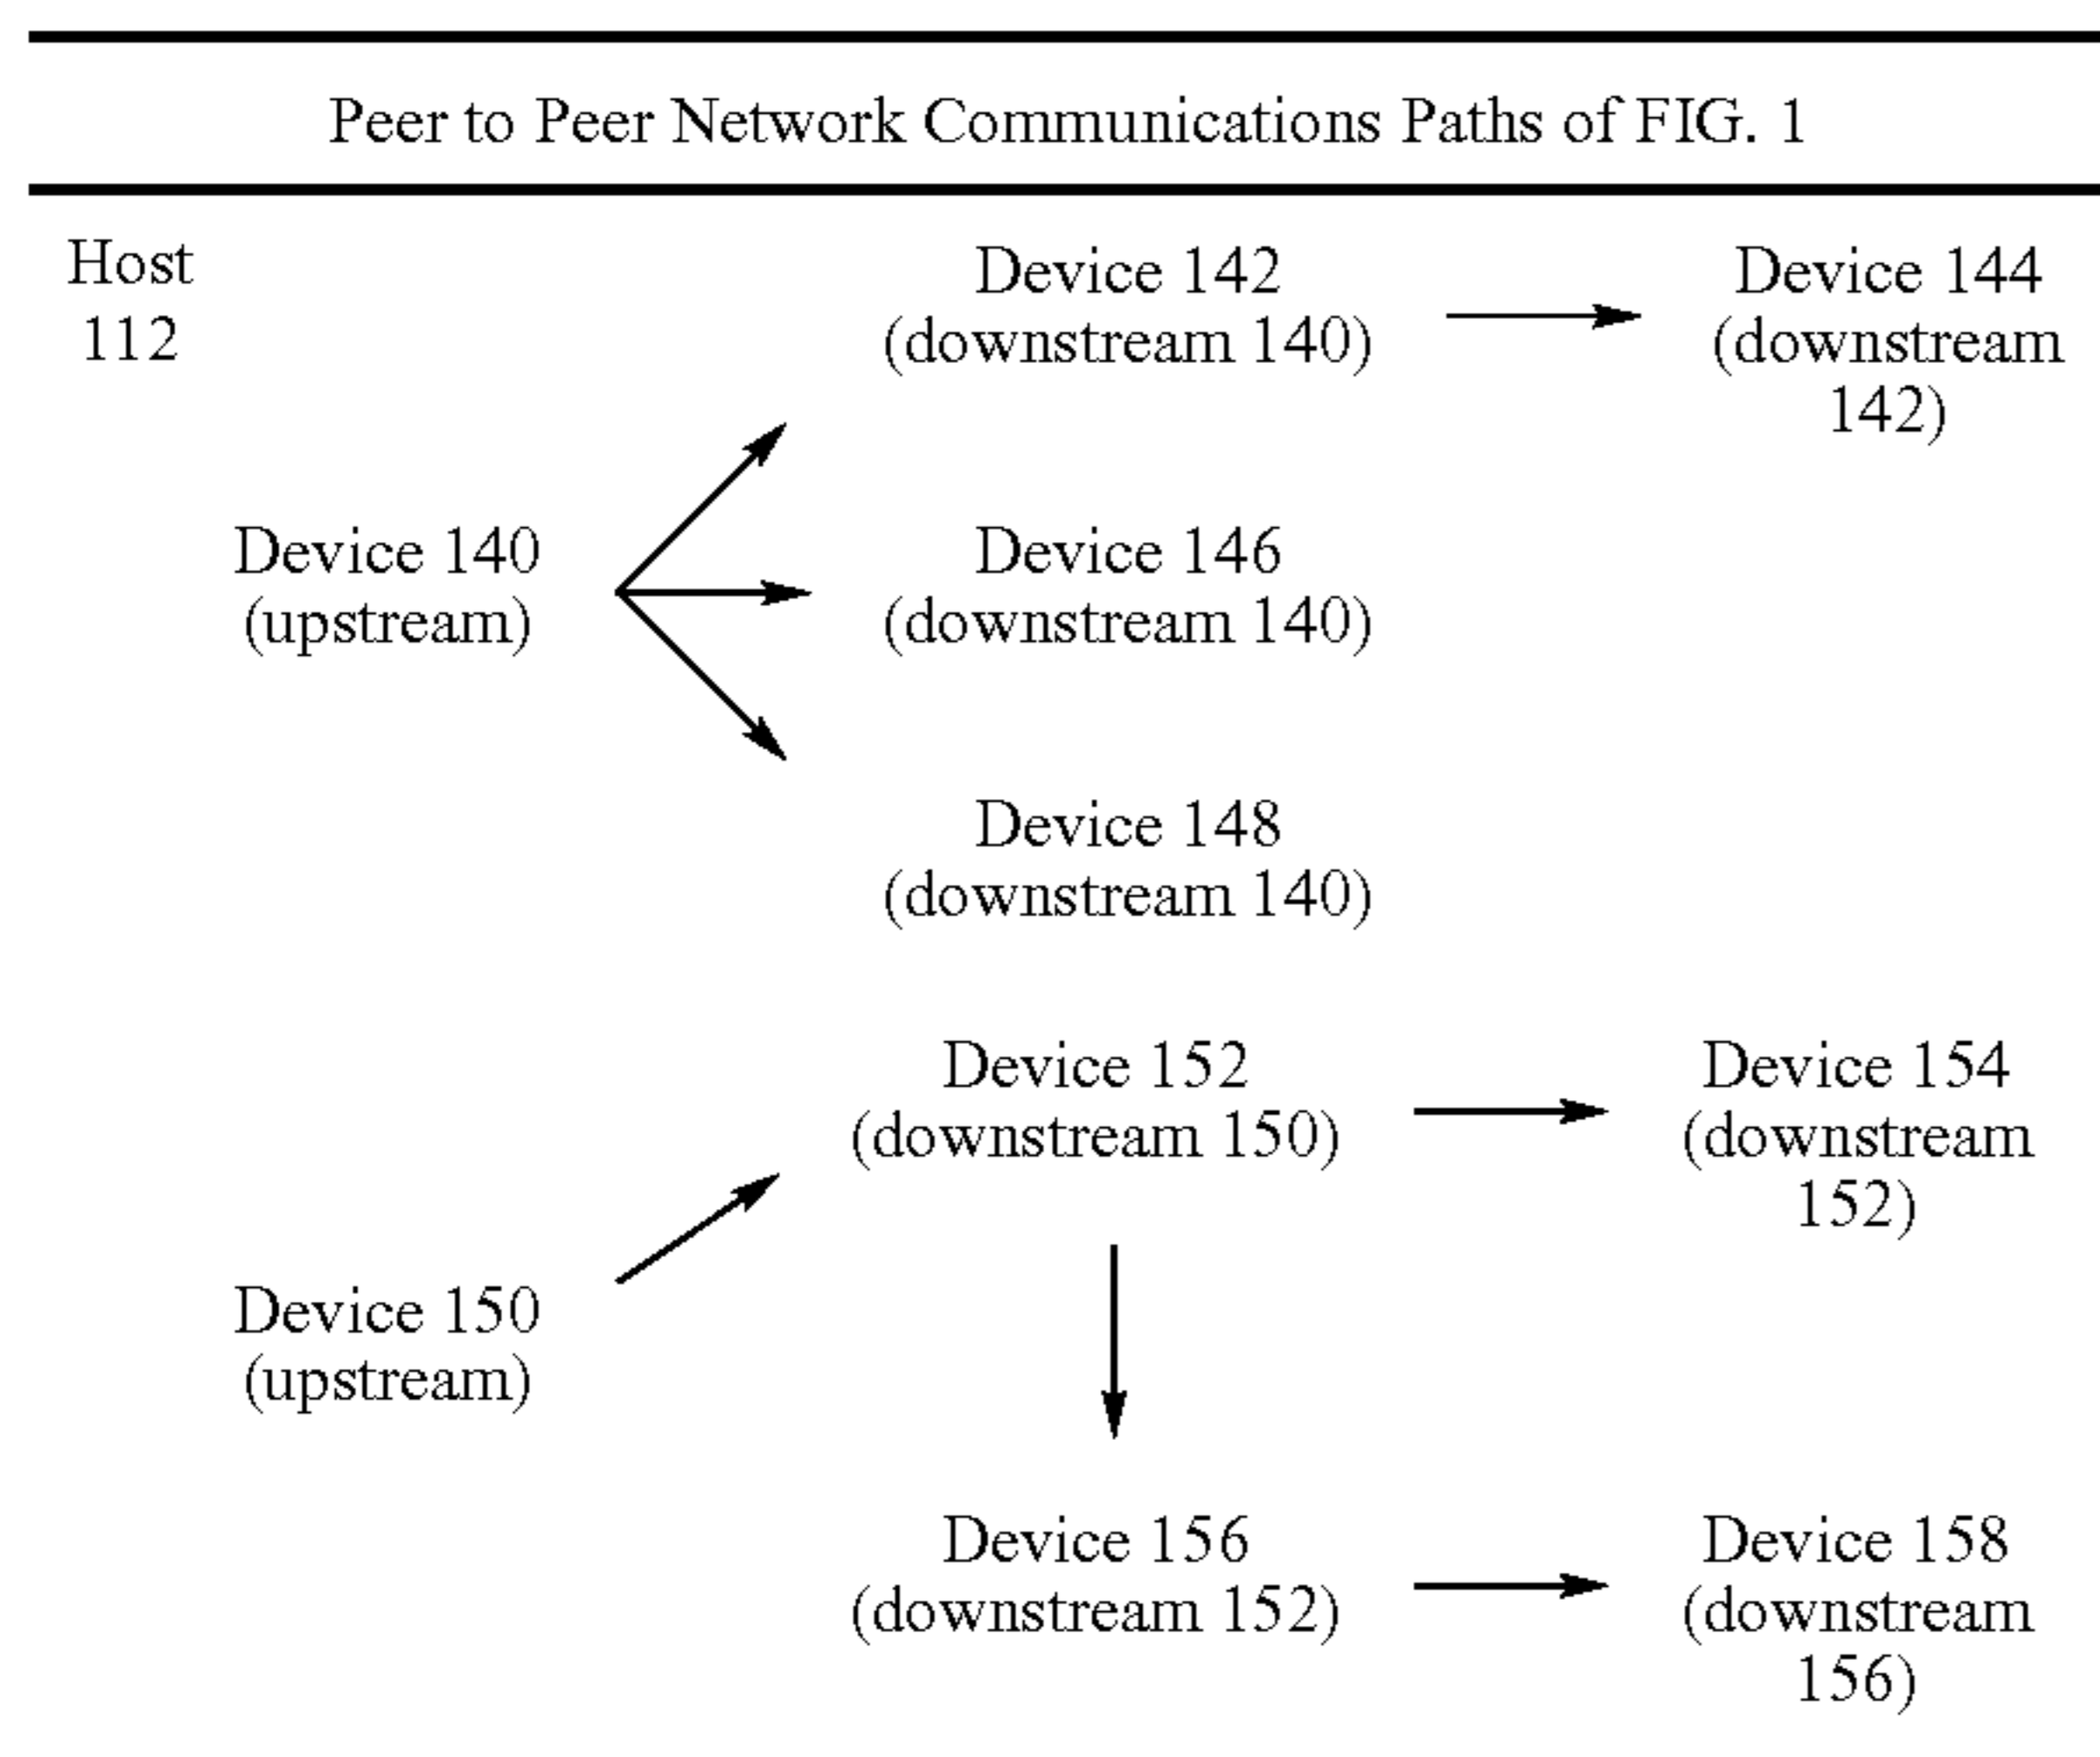 Peer to Peer Network Communications Paths of FIG. 1
Host
112
Device 142
(downstream 140)
Device 144
(downstream
142)
Device 140
(upstream)
Device 146
(downstream 140)
Device 148
(downstream 140)
Device 152
(downstream 150)
Device 154
(downstream
152)
Device 150
(upstream)
Device 156
(downstream 152)
Device 158
(downstream
156)